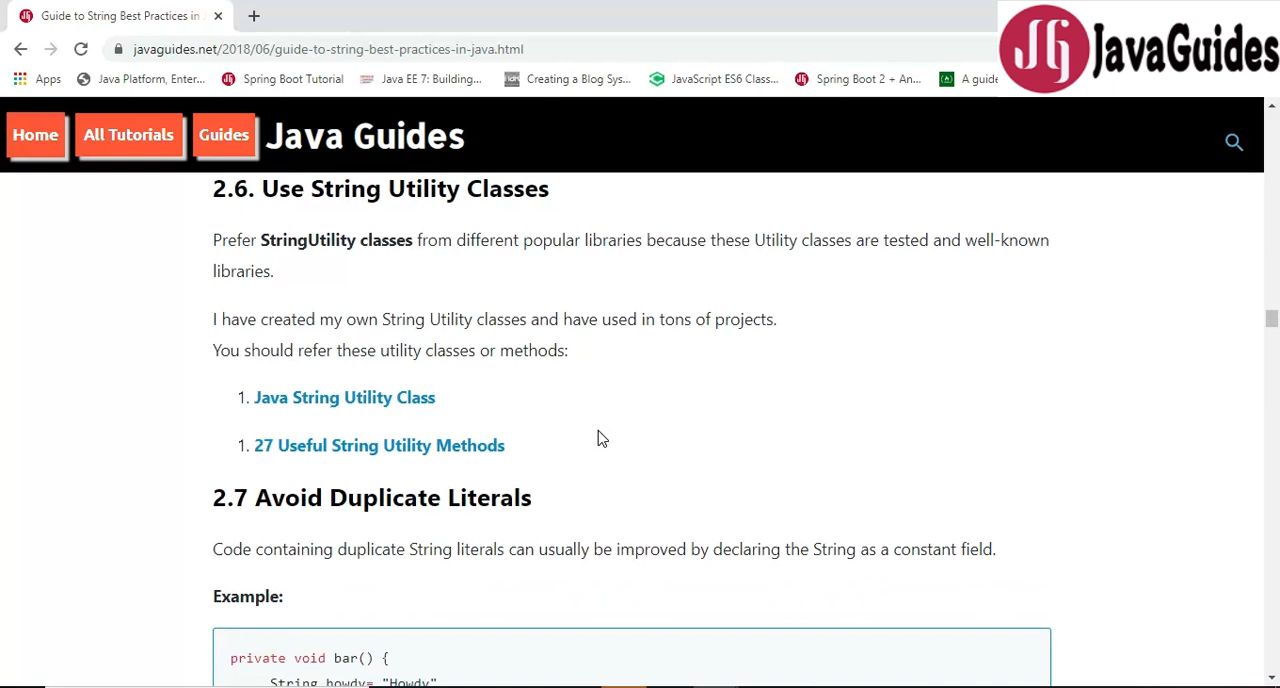 Guide to String Best Practices in
javaguides.net/2018/06/guide-to-string-best-practices-in-java.html
JavaGuides
Apps Java Platform, Enter... Spring Boot Tutorial Java EE 7: Building... Creating a Blog Sys... JavaScript ES6 Class... Spring Boot 2 + An... A guide
Home All Tutorials Guides Java Guides
2.6. Use String Utility Classes
Prefer StringUtility classes from different popular libraries because these Utility classes are tested and well-known
libraries.
I have created my own String Utility classes and have used in tons of projects.
You should refer these utility classes or methods:
1. Java String Utility Class
1. 27 Useful String Utility Methods
2.7 Avoid Duplicate Literals
Code containing duplicate String literals can usually be improved by declaring the String as a constant field.
Example:
private void bar() {
String howdy= "Howdy"